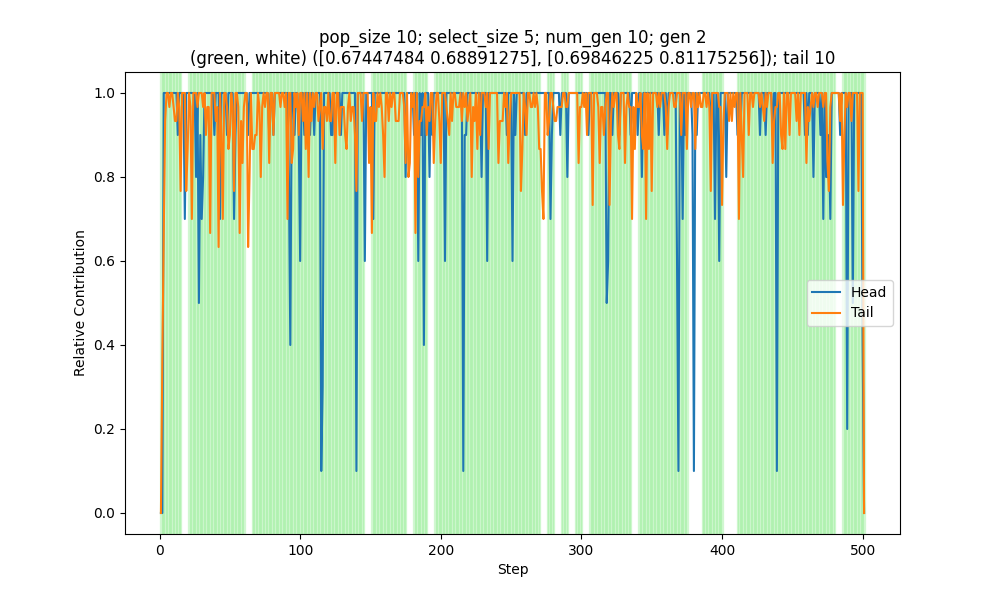 pop_size 10; select_size 5; num_gen 10; gen 2
(green, white) ([0.67447484 0.68891275], [0.69846225 0.81175256]); tail 10
1.0
0.8
0.6
0.4
0.2
0.0
Relative Contribution
Head
Tail
0
100
200
300
400
500
Step